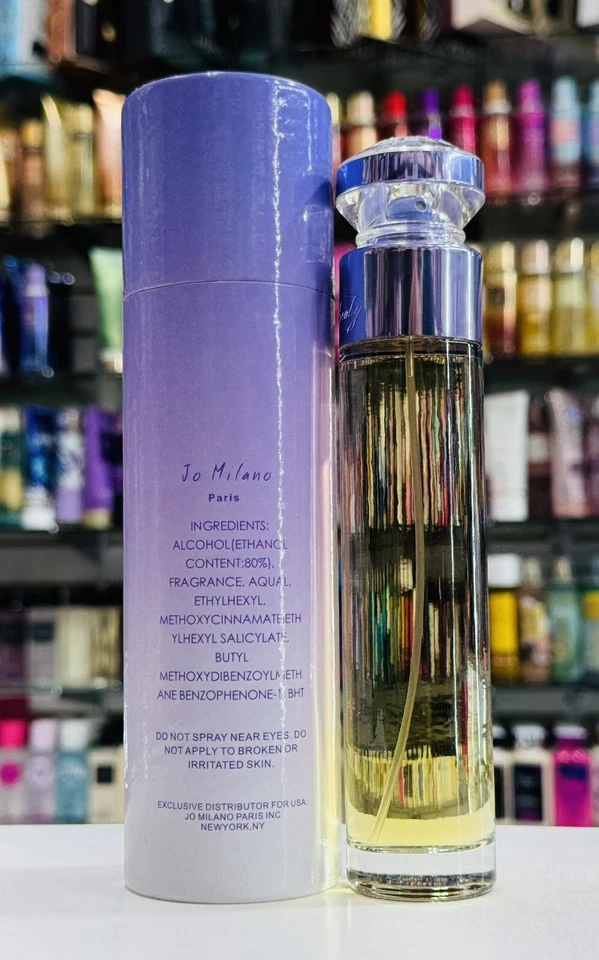 Jo Milano
Paris
INGREDIENTS:
ALCOHOL(ETHANOL
CONTENT:80%),
FRAGRANCE, AQUAL,
ETHYLHEXYL,
METHOXYCINNAMATE ETH
YLHEXYL SALICYLATE,
BUTYL
METHOXYDIBENZOYLMETH
ANE BENZOPHENONE-1, BHT
DO NOT SPRAY NEAR EYES. DO
NOT APPLY TO BROKEN OR
IRRITATED SKIN.
EXCLUSIVE DISTRIBUTOR FOR USA:
JO MILANO PARIS INC
NEWYORK,NY